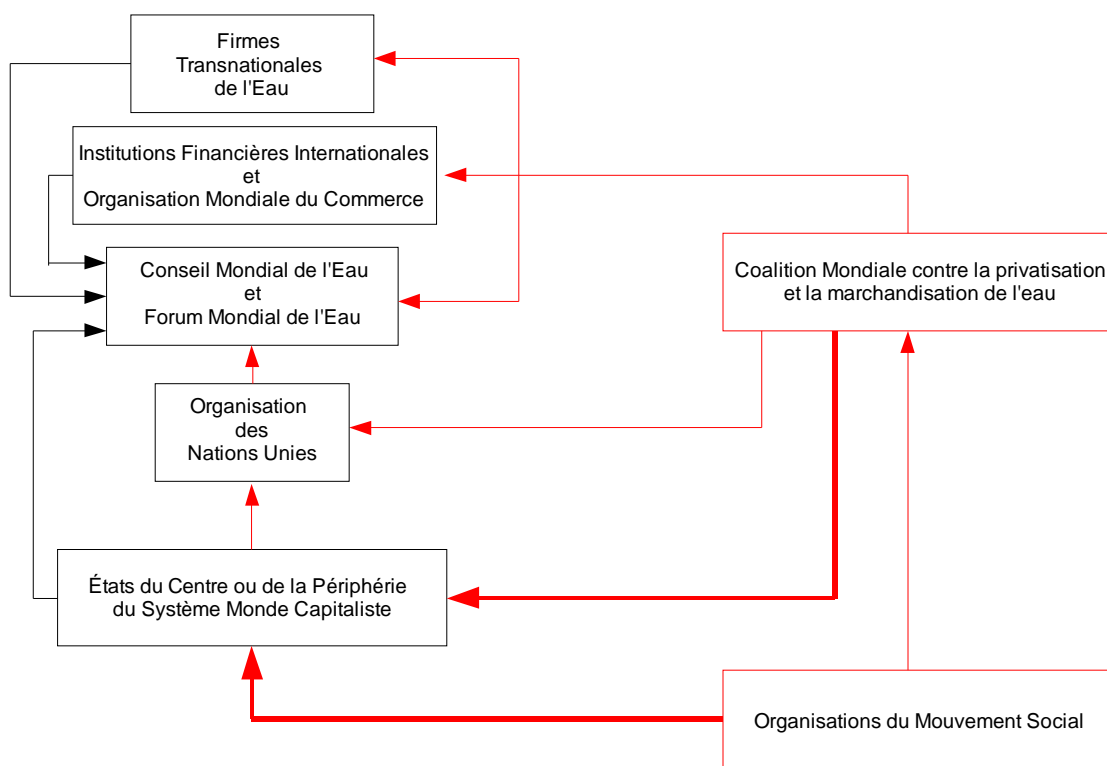 Firmes
Transnationales
de l'Eau
Institutions Financières Internationales
et
Organisation Mondiale du Commerce
Conseil Mondial de l'Eau
et
Forum Mondial de l'Eau
Coalition Mondiale contre la privatisation
et la marchandisation de l'eau
Organisation
des
Nations Unies
États du Centre ou de la Périphérie
du Système Monde Capitaliste
Organisations du Mouvement Social